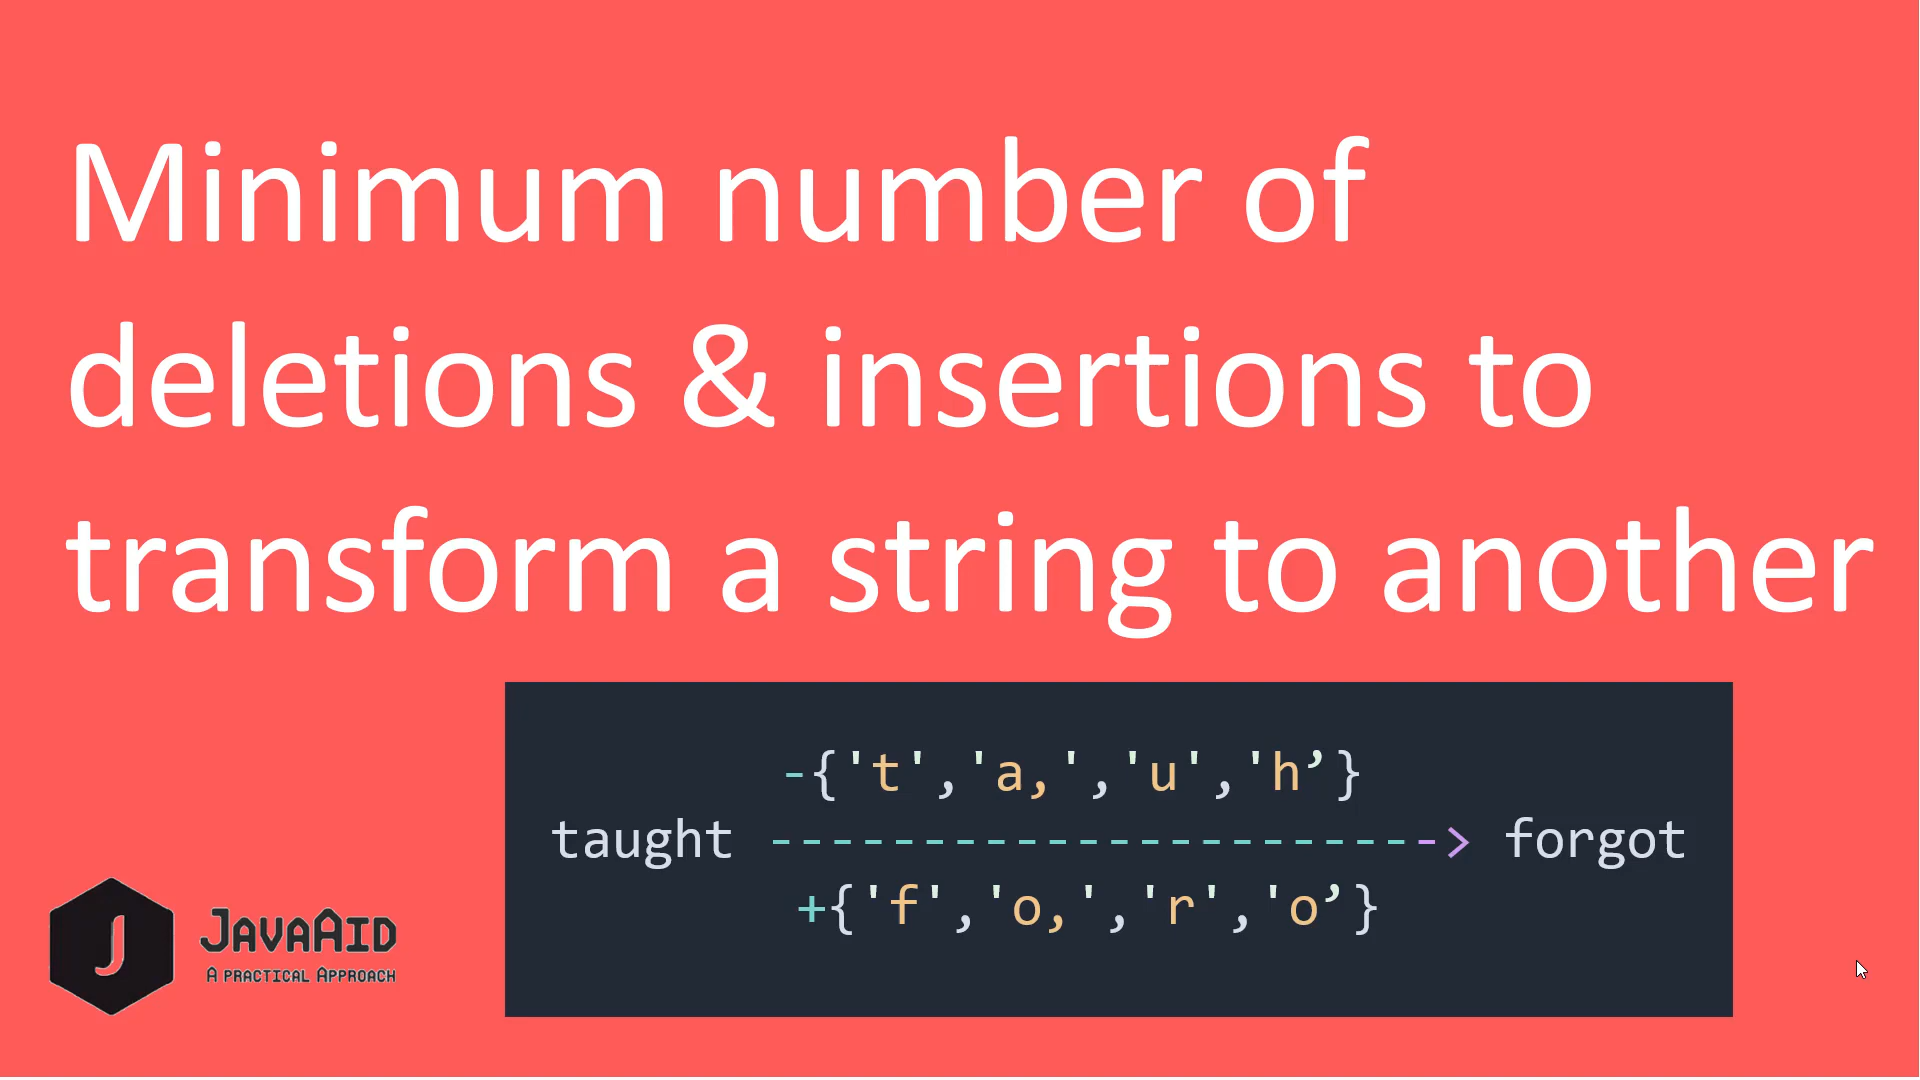 Minimum number of
deletions & insertions to
transform a string to another
-{'t','a,','u','h’}
taught -----------------------> forgot
+{'f','o,','r','o’}
J
JavaAid
A practical Approach